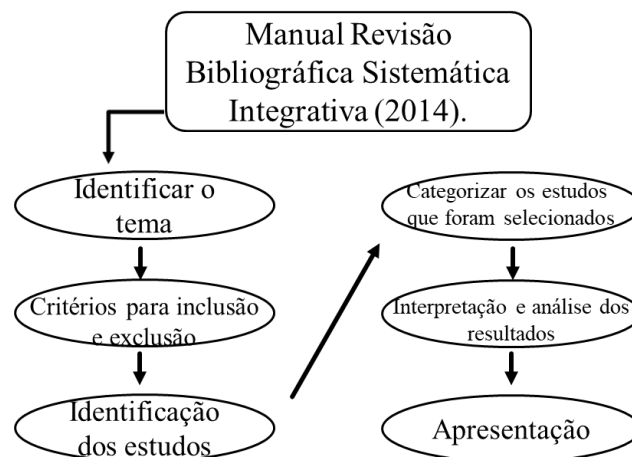 Manual Revisão
Bibliográfica Sistemática
Integrativa (2014).
Identificar o
tema
Critérios para inclusão
e exclusão
Identificação
dos estudos
Categorizar os estudos
que foram selecionados
Interpretação e análise dos
resultados
Apresentação